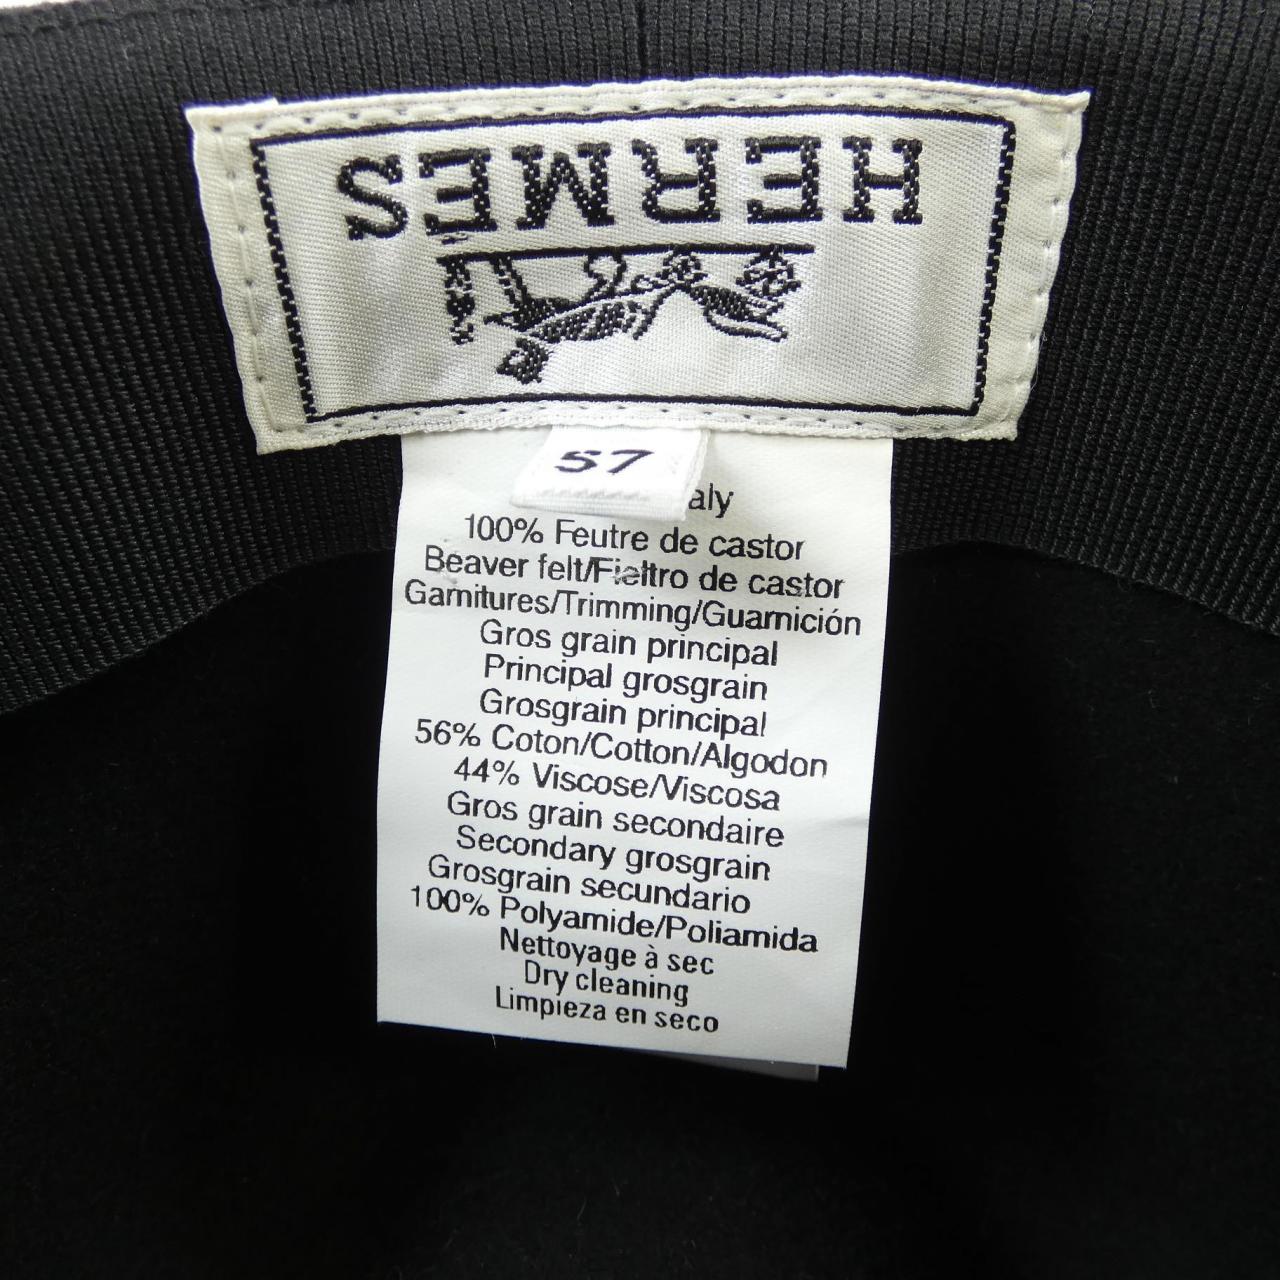 HERMES
57
aly
100% Feutre de castor
Beaver felt/Fieltro de castor
Garnitures/Trimming/Guarnición
Gros grain principal
Principal grosgrain
Grosgrain principal
56% Coton/Cotton/Algodon
44% Viscose/Viscosa
Gros grain secondaire
Secondary grosgrain
Grosgrain secundario
100% Polyamide/Poliamida
Nettoyage à sec
Dry cleaning
Limpieza en seco